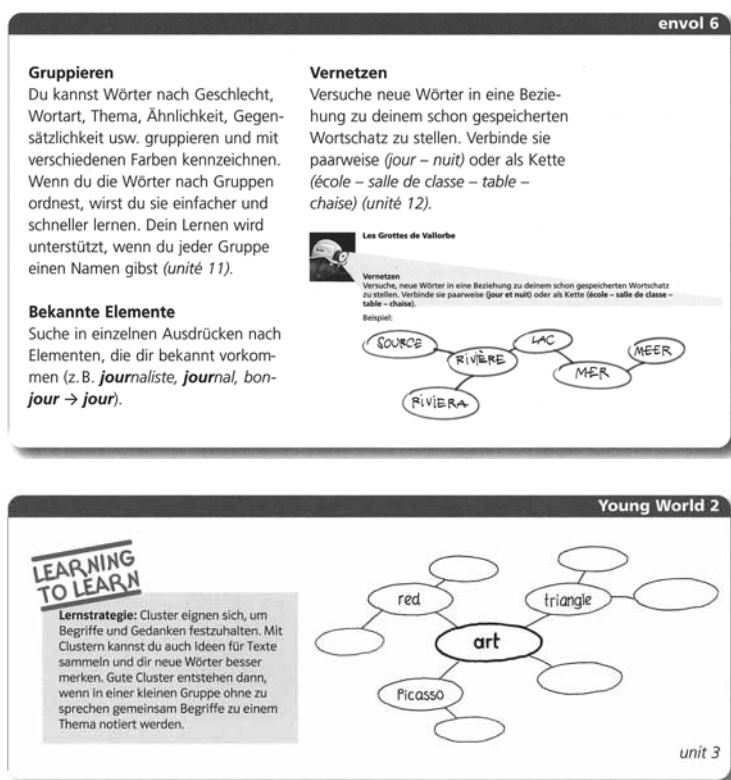 envol 6
Gruppieren
Du kannst Wörter nach Geschlecht,
Wortart, Thema, Ähnlichkeit, Gegen-
sätzlichkeit usw. gruppieren und mit
verschiedenen Farben kennzeichnen.
Wenn du die Wörter nach Gruppen
ordnest, wirst du sie einfacher und
schneller lernen. Dein Lernen wird
unterstützt, wenn du jeder Gruppe
einen Namen gibst (unité 11).
Bekannte Elemente
Suche in einzelnen Ausdrücken nach
Elementen, die dir bekannt vorkom-
men (z. B. journaliste, journal, bon-
jour → jour).
Vernetzen
Versuche neue Wörter in eine Bezie-
hung zu deinem schon gespeicherten
Wortschatz zu stellen. Verbinde sie
paarweise (jour – nuit) oder als Kette
(école – salle de classe – table –
chaise) (unité 12).
Les Grottes de Vallorbe
Vernetzen
Versuche, neue Wörter in eine Beziehung zu deinem schon gespeicherten Wortschatz
zu stellen. Verbinde sie paarweise (jour et nuit) oder als Kette (école – salle de classe –
table – chaise).
Beispiel:
SOURCE
RIVIÈRE
LAC
MER
MEER
RIVIERA
Young World 2
LEARNING
TO LEARN
Lernstrategie: Cluster eignen sich, um
Begriffe und Gedanken festzuhalten. Mit
Clustern kannst du auch Ideen für Texte
sammeln und dir neue Wörter besser
merken. Gute Cluster entstehen dann,
wenn in einer kleinen Gruppe ohne zu
sprechen gemeinsam Begriffe zu einem
Thema notiert werden.
red
triangle
art
Picasso
unit 3